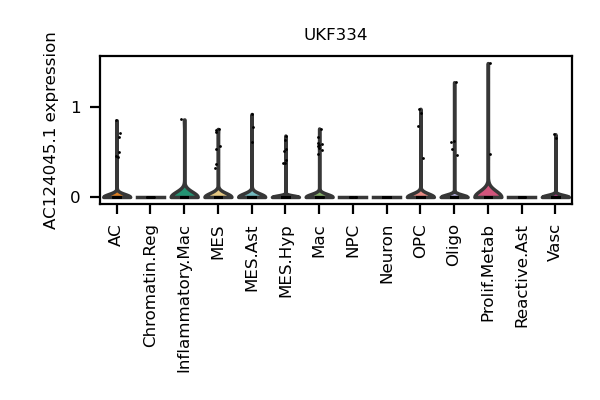 UKF334
AC124045.1 expression
1
0
AC
Chromatin.Reg
Inflammatory.Mac
MES
MES.Ast
MES.Hyp
Mac
NPC
Neuron
OPC
Oligo
Prolif.Metab
Reactive.Ast
Vasc